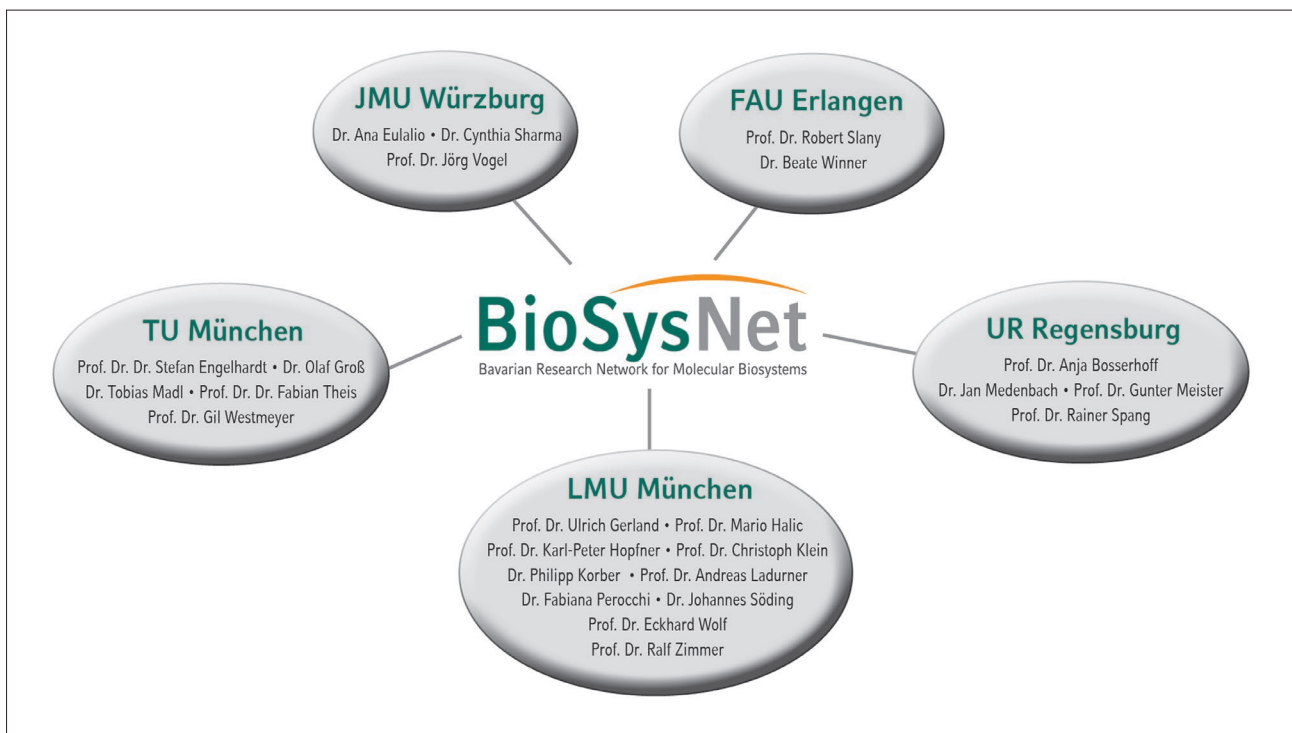 JMU Würzburg
Dr. Ana Eulalio • Dr. Cynthia Sharma
Prof. Dr. Jörg Vogel
FAU Erlangen
Prof. Dr. Robert Slany
Dr. Beate Winner
TU München
Prof. Dr. Dr. Stefan Engelhardt • Dr. Olaf Groß
Dr. Tobias Madl • Prof. Dr. Dr. Fabian Theis
Prof. Dr. Gil Westmeyer
BioSysNet
Bavarian Research Network for Molecular Biosystems
UR Regensburg
Prof. Dr. Anja Bosserhoff
Dr. Jan Medenbach • Prof. Dr. Gunter Meister
Prof. Dr. Rainer Spang
LMU München
Prof. Dr. Ulrich Gerland • Prof. Dr. Mario Halic
Prof. Dr. Karl-Peter Hopfner • Prof. Dr. Christoph Klein
Dr. Philipp Korber • Prof. Dr. Andreas Ladurner
Dr. Fabiana Perocchi • Dr. Johannes Söding
Prof. Dr. Eckhard Wolf
Prof. Dr. Ralf Zimmer